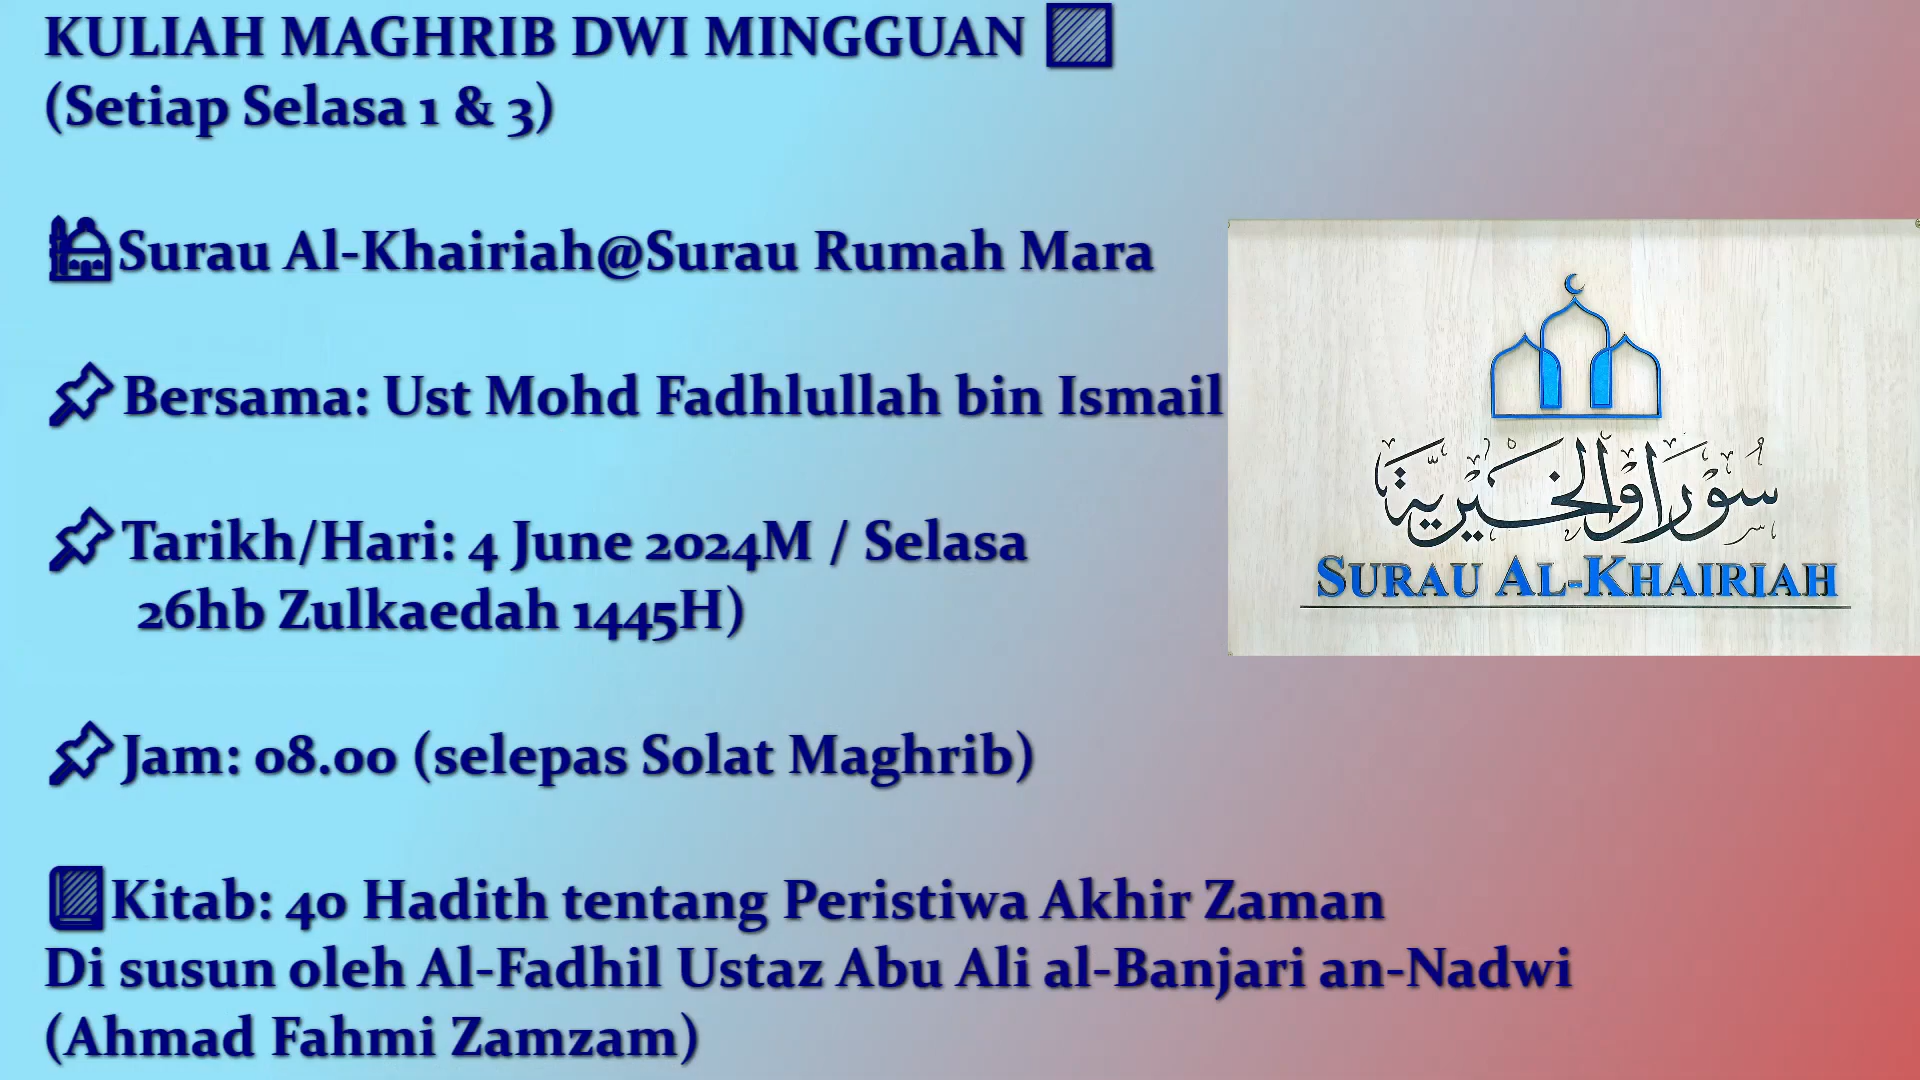 KULIAH MAGHRIB DWI MINGGUAN
(Setiap Selasa 1 & 3)
Surau Al-Khairiah@Surau Rumah Mara
Bersama: Ust Mohd Fadhlullah bin Ismail
Tarikh/Hari: 4 June 2024M / Selasa
26hb Zulkaedah 1445H)
Jam: 08.00 (selepas Solat Maghrib)
Kitab: 40 Hadith tentang Peristiwa Akhir Zaman
Di susun oleh Al-Fadhil Ustaz Abu Ali al-Banjari an-Nadwi
(Ahmad Fahmi Zamzam)
سوراو الخيرية
SURAU AL-KHAIRIAH